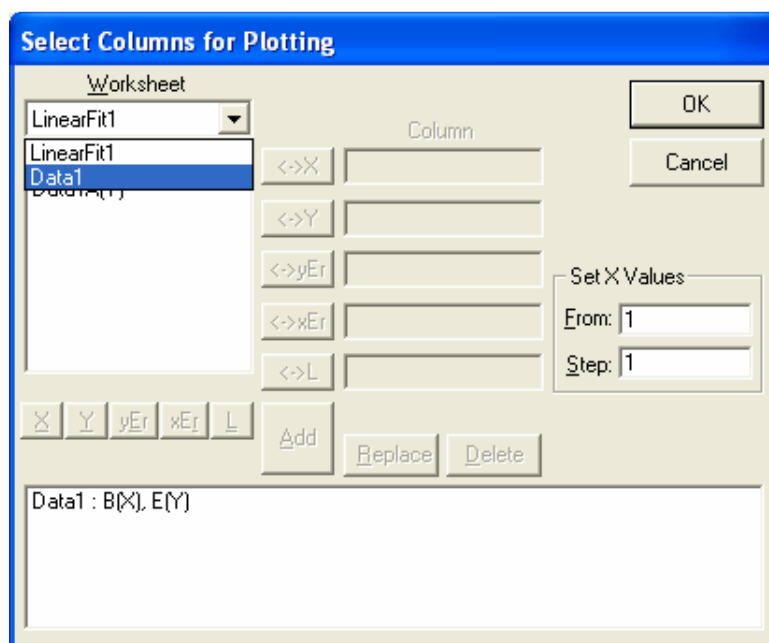 Select Columns for Plotting
Worksheet
LinearFit1
LinearFit1
Data1
Column
OK
Cancel
<->X
<->Y
<->yEr
<->xEr
<->L
Set X Values
From: 1
Step: 1
X Y yEr xEr L
Add
Replace Delete
Data1 : B(X), E(Y)